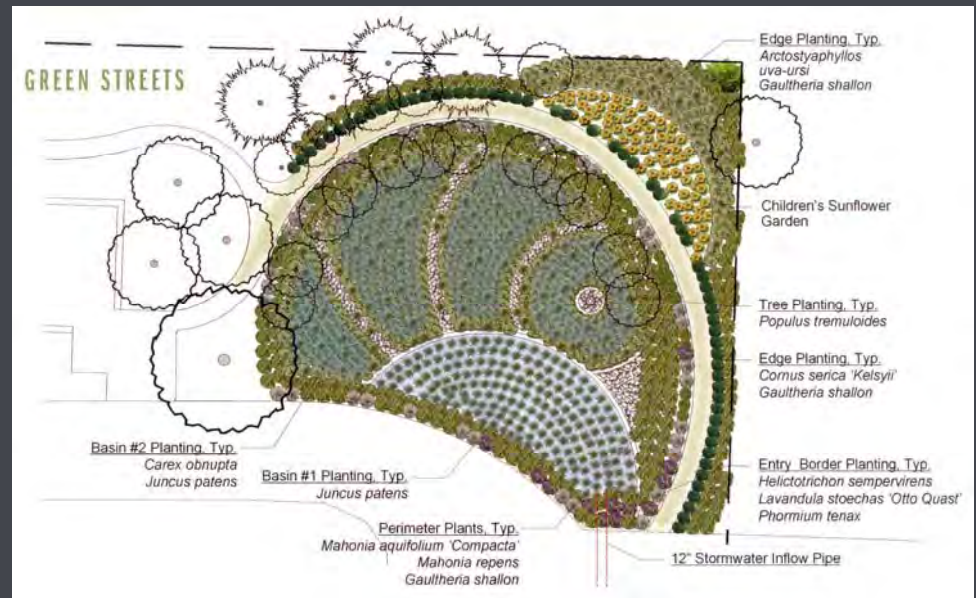 GREEN STREETS
Edge Planting, Typ.
Arctostyaphyllos
uva-ursi
Gaultheria shallon
Children's Sunflower
Garden
Tree Planting, Typ.
Populus tremuloides
Edge Planting, Typ.
Cornus serica 'Kelsyii'
Gaultheria shallon
Entry Border Planting, Typ.
Helictotrichon sempervirens
Lavandula stoechas 'Otto Quast'
Phormium tenax
12" Stormwater Inflow Pipe
Basin #2 Planting, Typ.
Carex obnupta
Juncus patens
Basin #1 Planting, Typ.
Juncus patens
Perimeter Plants, Typ.
Mahonia aquifolium 'Compacta'
Mahonia repens
Gaultheria shallon